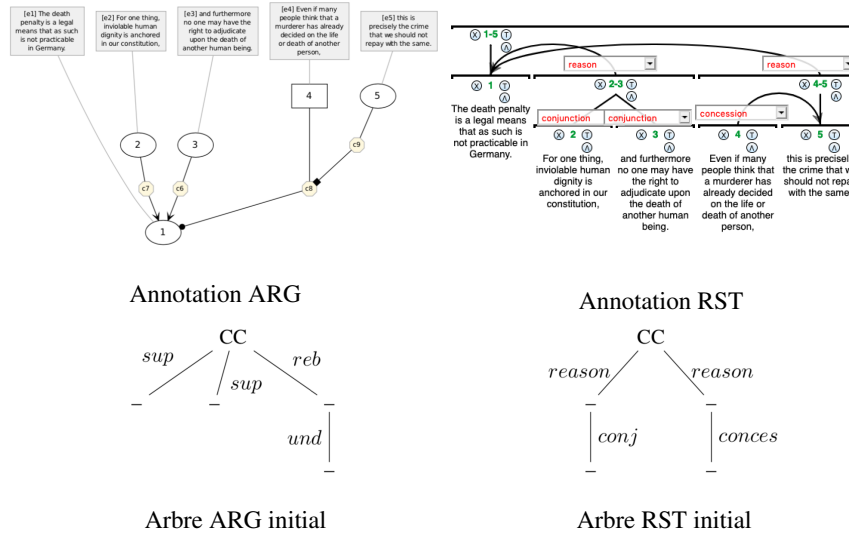 [e1] The death
penalty is a legal
means that as such
is not practicable
in Germany.
[e2] For one thing,
inviolable human
dignity is
anchored in our
constitution,
[e3] and furthermore
no one may have the
right to adjudicate
upon the death of
another human being.
[e4] Even if many
people think that a
murderer has already
decided on the life
or death of another
person,
[e5] this is
precisely the crime
that we should not
repay with the same.
4
5
2
3
c9
c7
c6
c8
1
Annotation ARG
X 1-5 T
Λ
reason
reason
X 1 T
Λ
X 2-3 T
Λ
X 4-5 T
Λ
The death penalty
is a legal means
that as such is
not practicable in
Germany.
conjunction
conjunction
concession
X 2 T
Λ
X 3 T
Λ
X 4 T
Λ
X 5 T
Λ
For one thing,
inviolable human
dignity is
anchored in our
constitution,
and furthermore
no one may have
the right to
adjudicate upon
the death of
another human
being.
Even if many
people think that
a murderer has
already decided
on the life or
death of another
person,
this is precisely
the crime that w
should not repa
with the same
Annotation RST
CC
sup
sup
reb
–
–
–
und
–
Arbre ARG initial
CC
reason
reason
–
–
conj
conces
–
–
Arbre RST initial